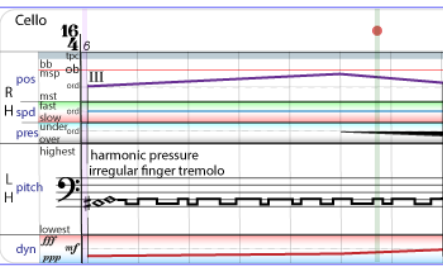 Cello
16
4
6
tpc
bb
ob
msp
pos
ord
III
mst
R
H
fast
spd
slow
under
pres
ord
over
highest
harmonic pressure
irregular finger tremolo
L
H
pitch
lowest
fff
dyn
mf
ppp